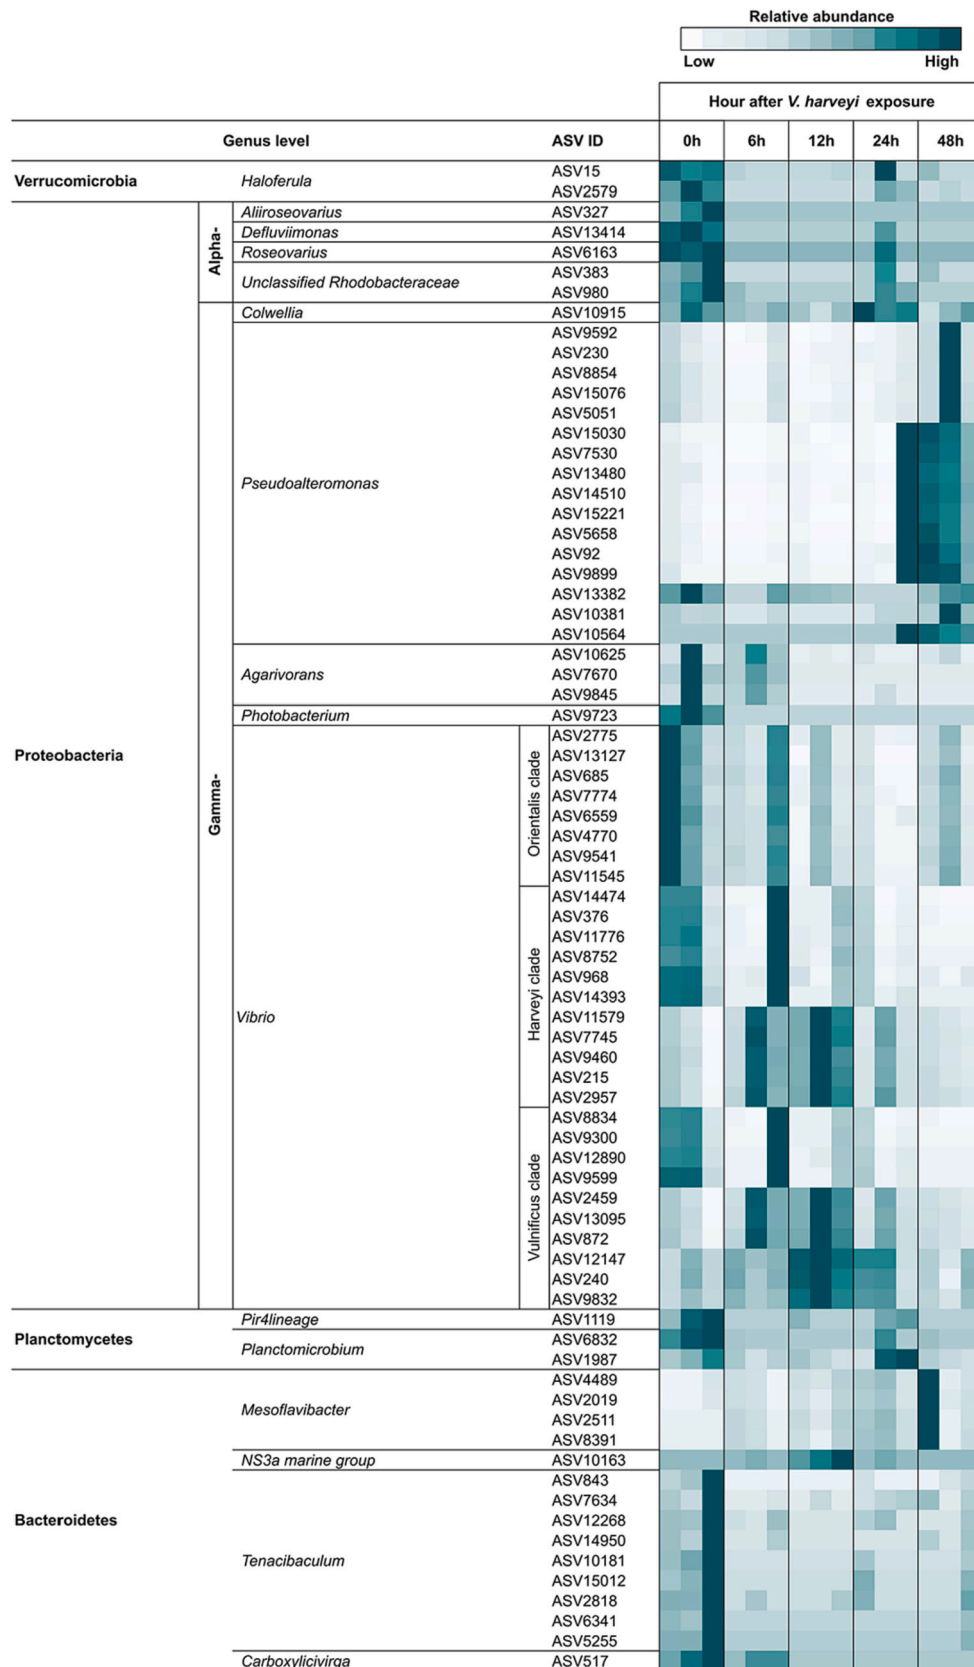 Relative abundance
Low High
Hour after V. harveyi exposure
Genus level ASV ID 0h 6h 12h 24h 48h
Verrucomicrobia
Haloferula
ASV15
ASV2579
Proteobacteria
Alpha-
Aliiroseovarius ASV327
Defluviimonas ASV13414
Roseovarius ASV6163
Unclassified Rhodobacteraceae
ASV383
ASV980
Gamma-
Colwellia ASV10915
Pseudoalteromonas
ASV9592
ASV230
ASV8854
ASV15076
ASV5051
ASV15030
ASV7530
ASV13480
ASV14510
ASV15221
ASV5658
ASV92
ASV9899
ASV13382
ASV10381
ASV10564
Agarivorans
ASV10625
ASV7670
ASV9845
Photobacterium ASV9723
Vibrio
Orientalis clade
ASV2775
ASV13127
ASV685
ASV7774
ASV6559
ASV4770
ASV9541
ASV11545
Harveyi clade
ASV14474
ASV376
ASV11776
ASV8752
ASV968
ASV14393
ASV11579
ASV7745
ASV9460
ASV215
ASV2957
Vulnificus clade
ASV8834
ASV9300
ASV12890
ASV9599
ASV2459
ASV13095
ASV872
ASV12147
ASV240
ASV9832
Planctomycetes
Pir4lineage ASV1119
Planctomicrobium
ASV6832
ASV1987
Bacteroidetes
Mesoflavibacter
ASV4489
ASV2019
ASV2511
ASV8391
NS3a marine group ASV10163
Tenacibaculum
ASV843
ASV7634
ASV12268
ASV14950
ASV10181
ASV15012
ASV2818
ASV6341
ASV5255
Carboxylicivirga ASV517